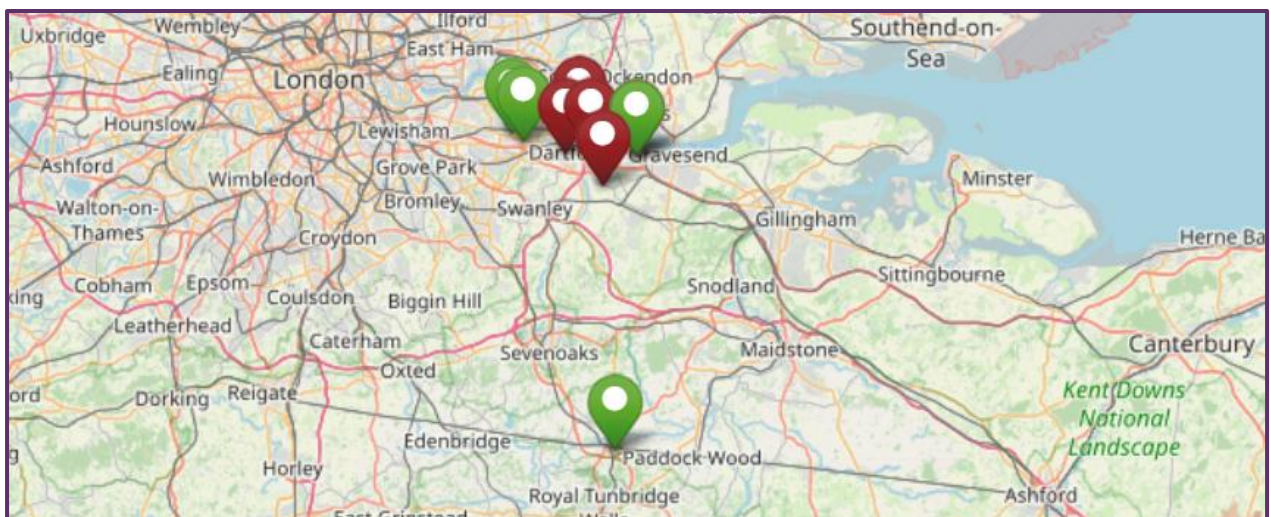 Wembley
Ilford
Southend-on-
Sea
Uxbridge
East Ham
Ealing
London
Ockendon
Hounslow
Lewisham
Ashford
Grove Park
Gravesend
Wimbledon
Minster
Walton-on-
Thames
Bromley
Swanley
Gillingham
Croydon
Herne Ba
Cobham
Epsom
Sittingbourne
king
Coulsdon
Biggin Hill
Snodland
Leatherhead
Caterham
Sevenoaks
Maidstone
Canterbury
Oxted
ord
Dorking
Reigate
Kent Downs
National
Landscape
Edenbridge
g
Paddock Wood
Horley
Royal Tunbridge
Ashford